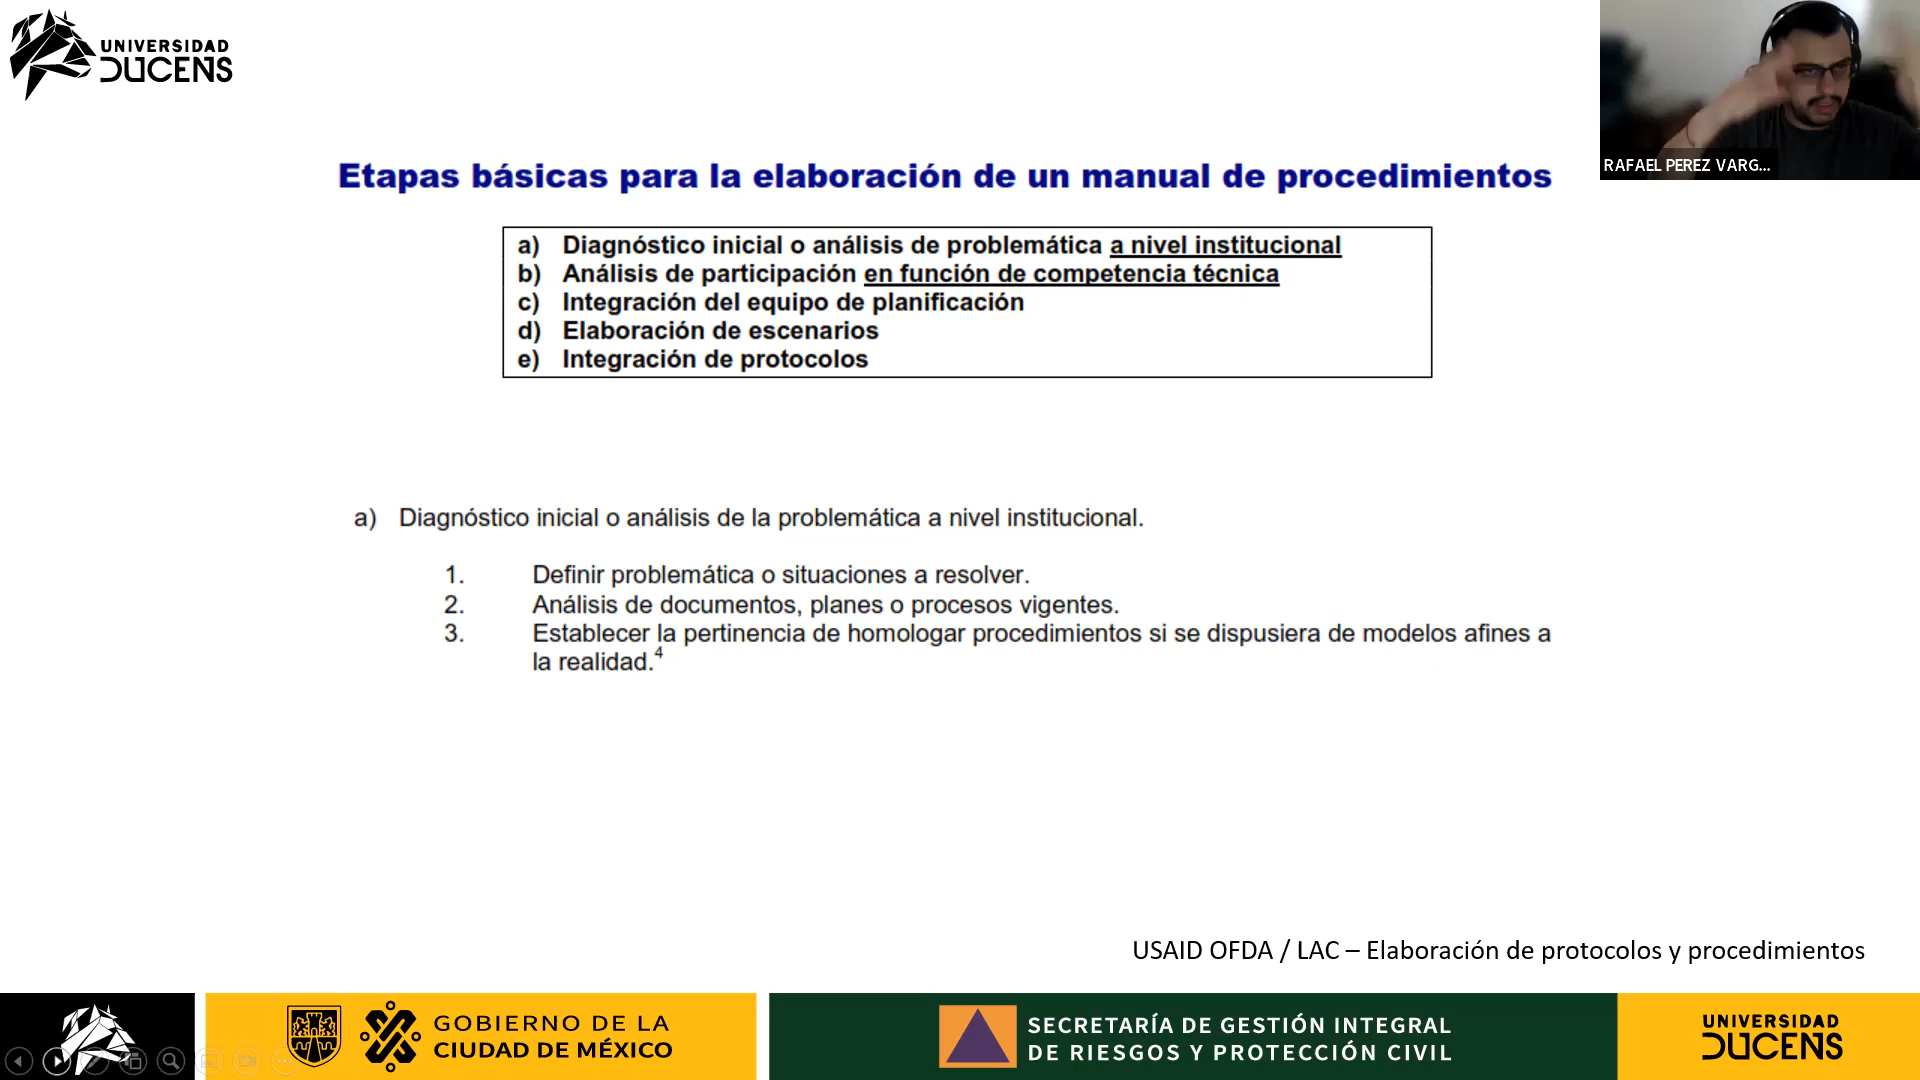 UNIVERSIDAD
DUCENS
RAFAEL PEREZ VARG...
Etapas básicas para la elaboración de un manual de procedimientos
a) Diagnóstico inicial o análisis de problemática a nivel institucional
b) Análisis de participación en función de competencia técnica
c) Integración del equipo de planificación
d) Elaboración de escenarios
e) Integración de protocolos
a) Diagnóstico inicial o análisis de la problemática a nivel institucional.
1. Definir problemática o situaciones a resolver.
2. Análisis de documentos, planes o procesos vigentes.
3. Establecer la pertinencia de homologar procedimientos si se dispusiera de modelos afines a
la realidad.4
USAID OFDA / LAC – Elaboración de protocolos y procedimientos
GOBIERNO DE LA
CIUDAD DE MÉXICO
SECRETARÍA DE GESTIÓN INTEGRAL
DE RIESGOS Y PROTECCIÓN CIVIL
UNIVERSIDAD
DUCENS